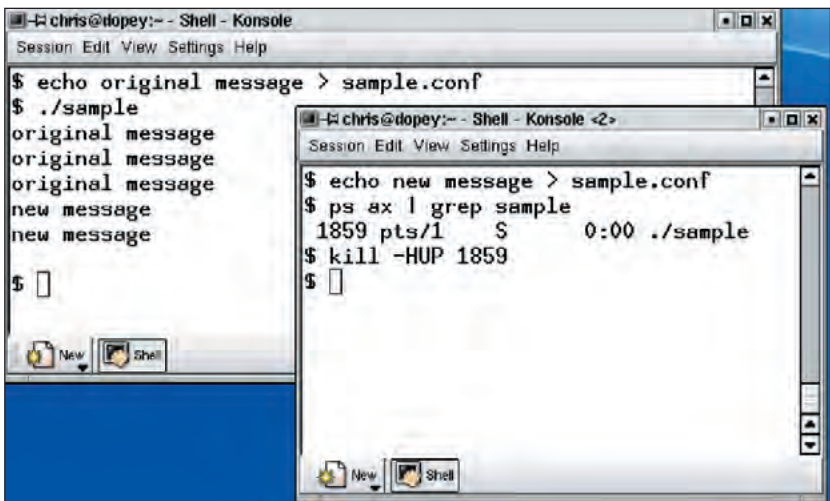 chris@dopey:~ - Shell - Konsole
Session Edit View Settings Help
$ echo original message > sample.conf
$ ./sample
original message
original message
original message
new message
new message
$
New Shell
chris@dopey:~ - Shell - Konsole <2>
Session Edit View Settings Help
$ echo new message > sample.conf
$ ps ax | grep sample
1859 pts/1 S 0:00 ./sample
$ kill -HUP 1859
$
New Shell